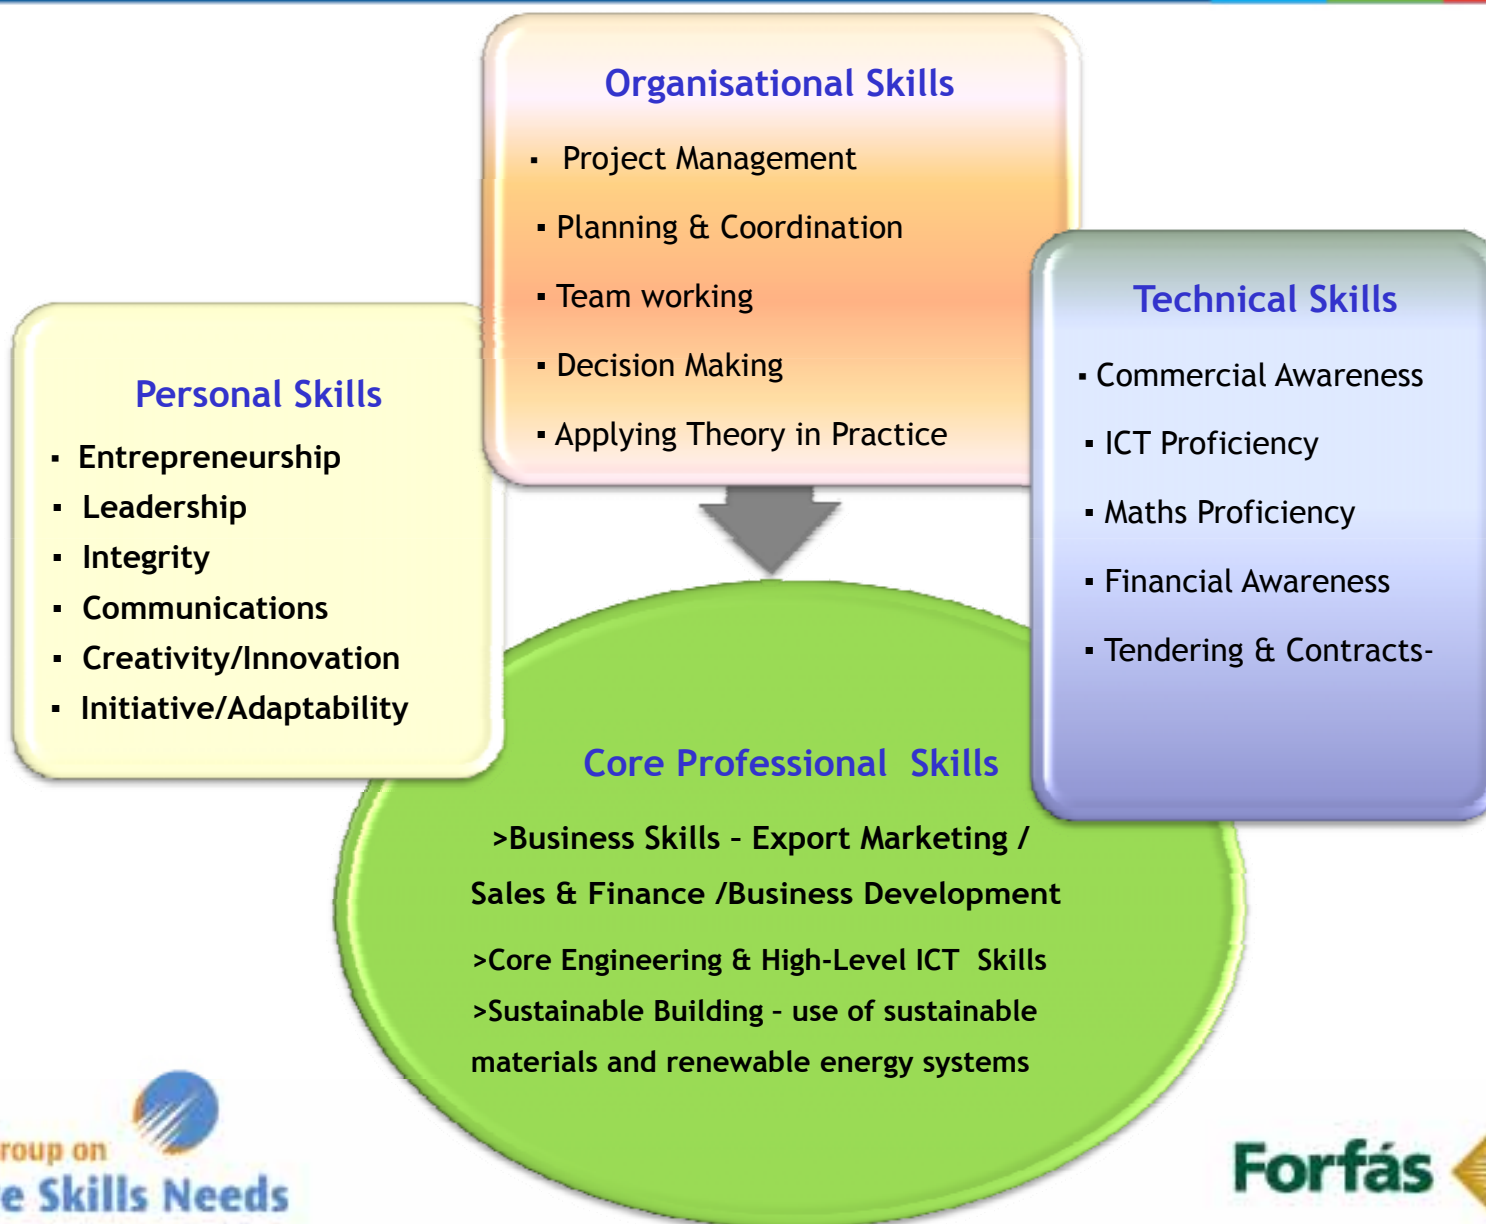 Organisational Skills
▪ Project Management
▪ Planning & Coordination
▪ Team working
▪ Decision Making
▪ Applying Theory in Practice
Technical Skills
▪ Commercial Awareness
▪ ICT Proficiency
▪ Maths Proficiency
▪ Financial Awareness
▪ Tendering & Contracts-
Personal Skills
▪ Entrepreneurship
▪ Leadership
▪ Integrity
▪ Communications
▪ Creativity/Innovation
▪ Initiative/Adaptability
Core Professional Skills
>Business Skills – Export Marketing /
Sales & Finance /Business Development
>Core Engineering & High-Level ICT Skills
>Sustainable Building – use of sustainable
materials and renewable energy systems
roup on
e Skills Needs
Forfás